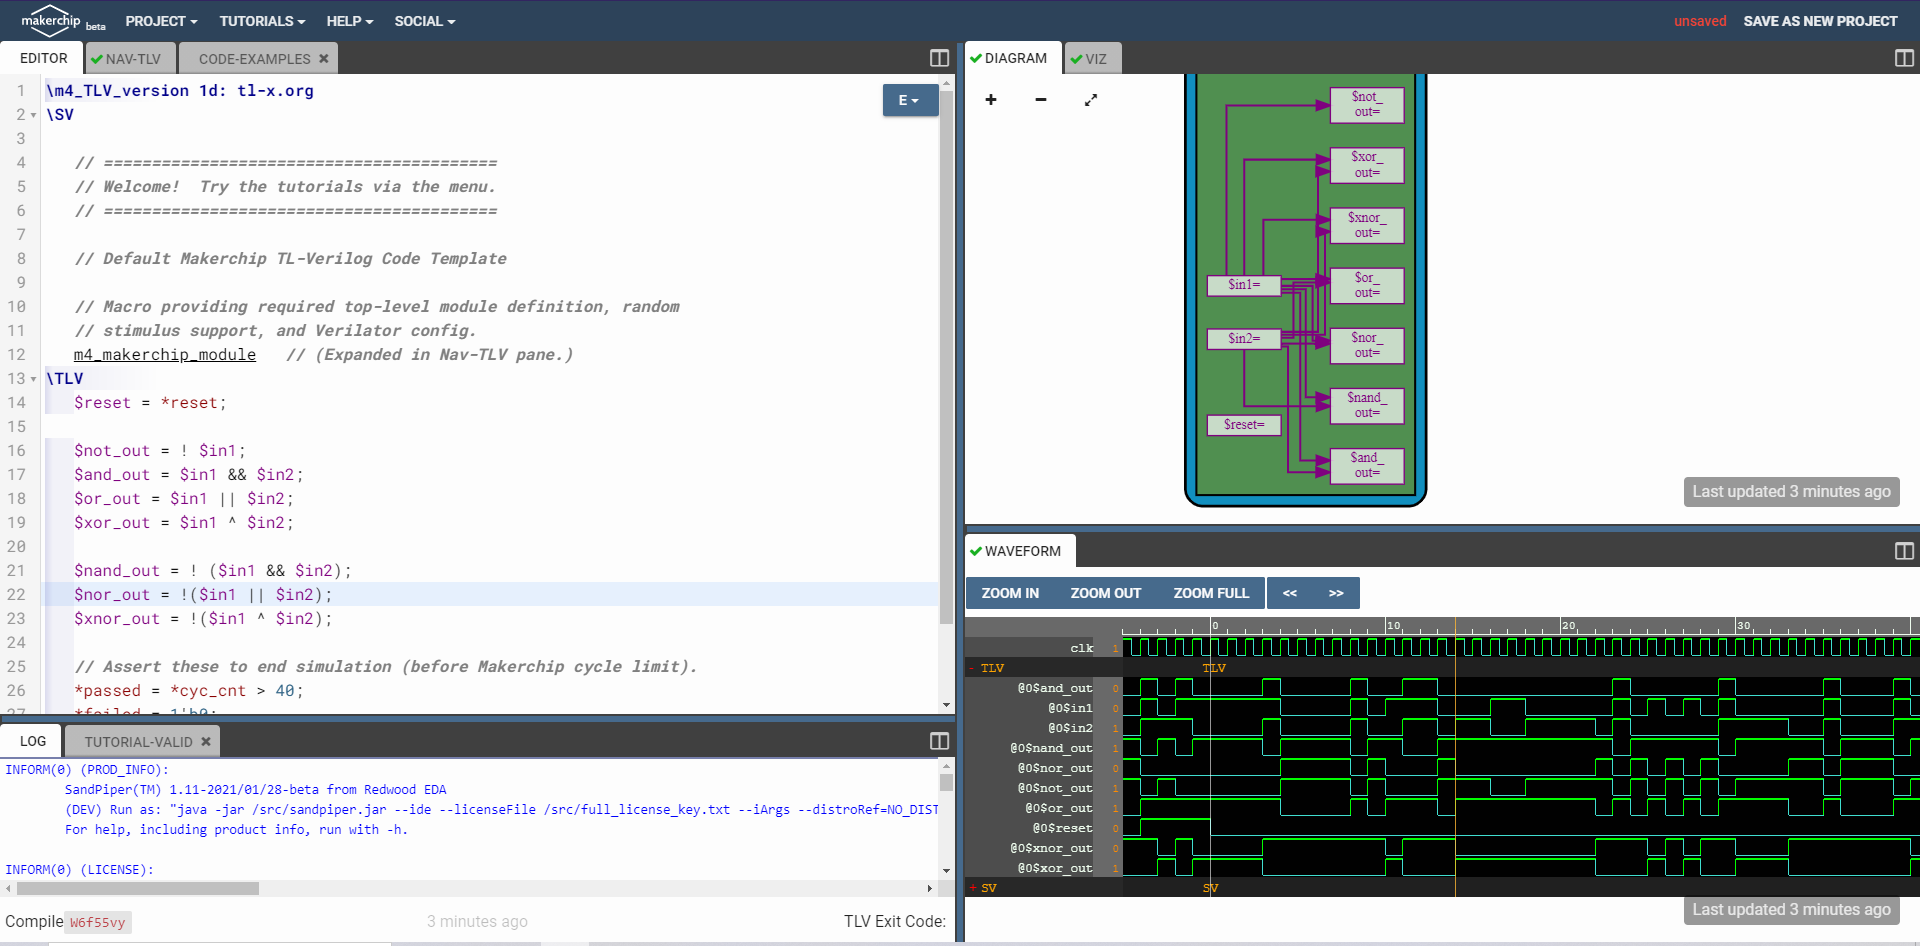 makerchip beta PROJECT TUTORIALS HELP SOCIAL unsaved SAVE AS NEW PROJECT
EDITOR NAV-TLV CODE-EXAMPLES
E
1 \m4_TLV_version 1d: tl-x.org
2 \SV
3
4 // =========================================
5 // Welcome!  Try the tutorials via the menu.
6 // =========================================
7
8 // Default Makerchip TL-Verilog Code Template
9
10 // Macro providing required top-level module definition, random
11 // stimulus support, and Verilator config.
12 m4_makerchip_module   // (Expanded in Nav-TLV pane.)
13 \TLV
14 $reset = *reset;
15
16 $not_out = ! $in1;
17 $and_out = $in1 && $in2;
18 $or_out = $in1 || $in2;
19 $xor_out = $in1 ^ $in2;
20
21 $nand_out = ! ($in1 && $in2);
22 $nor_out = !($in1 || $in2);
23 $xnor_out = !($in1 ^ $in2);
24
25 // Assert these to end simulation (before Makerchip cycle limit).
26 *passed = *cyc_cnt > 40;
27 *failed = 1'b0;
LOG TUTORIAL-VALID
INFORM(0) (PROD_INFO):
SandPiper(TM) 1.11-2021/01/28-beta from Redwood EDA
(DEV) Run as: "java -jar /src/sandpiper.jar --ide --licenseFile /src/full_license_key.txt --iArgs --distroRef=NO_DIST
For help, including product info, run with -h.
INFORM(0) (LICENSE):
Compile W6f55vy 3 minutes ago TLV Exit Code:
DIAGRAM VIZ
$not_
out=
$xor_
out=
$xnor_
out=
$in1=
$or_
out=
$in2=
$nor_
out=
$nand_
out=
$reset=
$and_
out=
Last updated 3 minutes ago
WAVEFORM
ZOOM IN ZOOM OUT ZOOM FULL << >>
0 10 20 30
clk 1
- TLV TLV
@0$and_out 0
@0$in1 0
@0$in2 1
@0$nand_out 1
@0$nor_out 0
@0$not_out 1
@0$or_out 1
@0$reset 0
@0$xnor_out 0
@0$xor_out 1
+ SV SV
Last updated 3 minutes ago